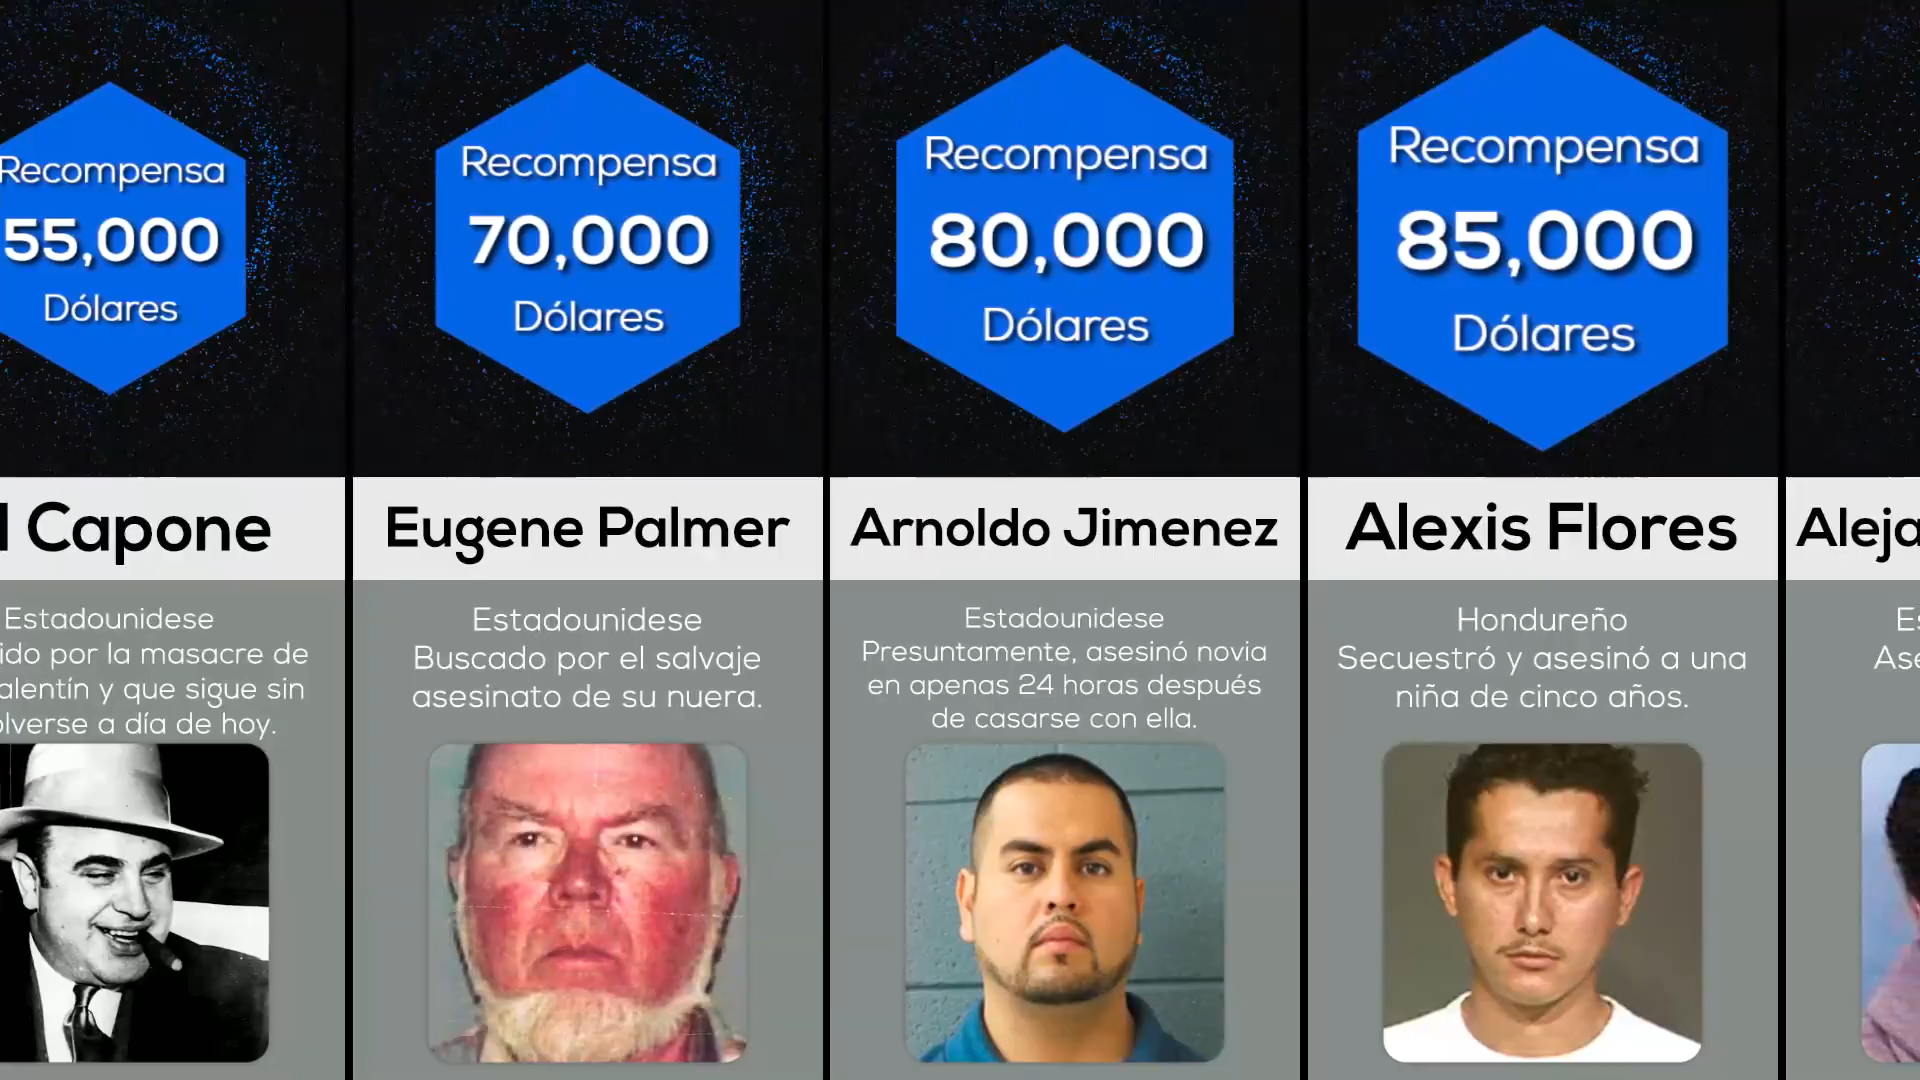 Recompensa
55,000
Dólares
Capone
Estadounidese
ido por la masacre de
alentín y que sigue sin
olverse a día de hoy.
Recompensa
70,000
Dólares
Eugene Palmer
Estadounidese
Buscado por el salvaje
asesinato de su nuera.
Recompensa
80,000
Dólares
Arnoldo Jimenez
Estadounidese
Presuntamente, asesinó novia
en apenas 24 horas después
de casarse con ella.
Recompensa
85,000
Dólares
Alexis Flores
Hondureño
Secuestró y asesinó a una
niña de cinco años.
Aleja
Es
Ase